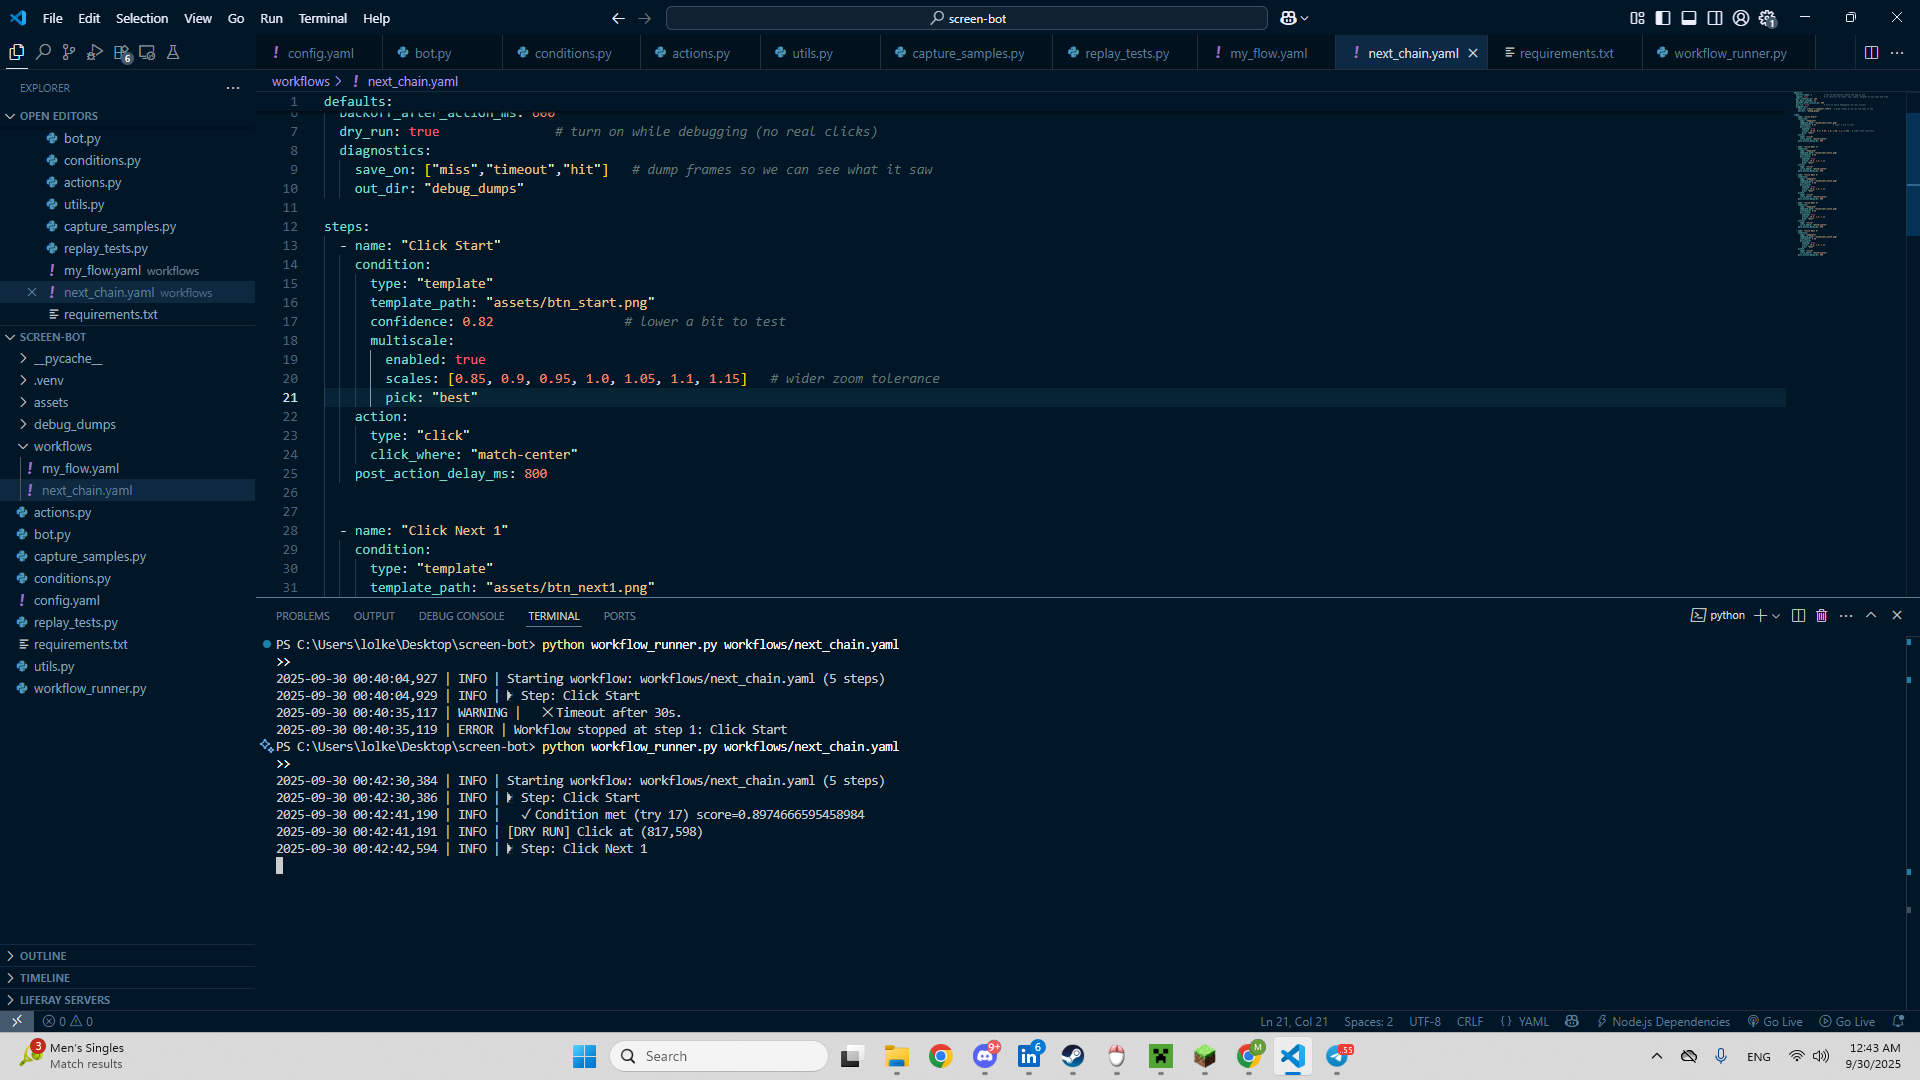 File Edit Selection View Go Run Terminal Help
screen-bot
config.yaml bot.py conditions.py actions.py utils.py capture_samples.py replay_tests.py my_flow.yaml next_chain.yaml requirements.txt workflow_runner.py
EXPLORER
OPEN EDITORS
bot.py
conditions.py
actions.py
utils.py
capture_samples.py
replay_tests.py
my_flow.yaml workflows
next_chain.yaml workflows
requirements.txt
SCREEN-BOT
__pycache__
.venv
assets
debug_dumps
workflows
my_flow.yaml
next_chain.yaml
actions.py
bot.py
capture_samples.py
conditions.py
config.yaml
replay_tests.py
requirements.txt
utils.py
workflow_runner.py
OUTLINE
TIMELINE
LIFERAY SERVERS
workflows > ! next_chain.yaml
1 defaults:
6 backoff_after_action_ms: 600
7 dry_run: true # turn on while debugging (no real clicks)
8 diagnostics:
9 save_on: ["miss","timeout","hit"] # dump frames so we can see what it saw
10 out_dir: "debug_dumps"
11
12 steps:
13 - name: "Click Start"
14 condition:
15 type: "template"
16 template_path: "assets/btn_start.png"
17 confidence: 0.82 # lower a bit to test
18 multiscale:
19 enabled: true
20 scales: [0.85, 0.9, 0.95, 1.0, 1.05, 1.1, 1.15] # wider zoom tolerance
21 pick: "best"
22 action:
23 type: "click"
24 click_where: "match-center"
25 post_action_delay_ms: 800
26
27
28 - name: "Click Next 1"
29 condition:
30 type: "template"
31 template_path: "assets/btn_next1.png"
PROBLEMS OUTPUT DEBUG CONSOLE TERMINAL PORTS
python
PS C:\Users\lolke\Desktop\screen-bot> python workflow_runner.py workflows/next_chain.yaml
>>
2025-09-30 00:40:04,927 | INFO | Starting workflow: workflows/next_chain.yaml (5 steps)
2025-09-30 00:40:04,929 | INFO | ▶ Step: Click Start
2025-09-30 00:40:35,117 | WARNING | ✕ Timeout after 30s.
2025-09-30 00:40:35,119 | ERROR | Workflow stopped at step 1: Click Start
PS C:\Users\lolke\Desktop\screen-bot> python workflow_runner.py workflows/next_chain.yaml
>>
2025-09-30 00:42:30,384 | INFO | Starting workflow: workflows/next_chain.yaml (5 steps)
2025-09-30 00:42:30,386 | INFO | ▶ Step: Click Start
2025-09-30 00:42:41,190 | INFO | ✓ Condition met (try 17) score=0.8974666595458984
2025-09-30 00:42:41,191 | INFO | [DRY RUN] Click at (817,598)
2025-09-30 00:42:42,594 | INFO | ▶ Step: Click Next 1
0 0
Ln 21, Col 21 Spaces: 2 UTF-8 CRLF {} YAML Node.js Dependencies Go Live Go Live
3 Men's Singles
Match results
Search
9+ 6 M 55
ENG
12:43 AM
9/30/2025